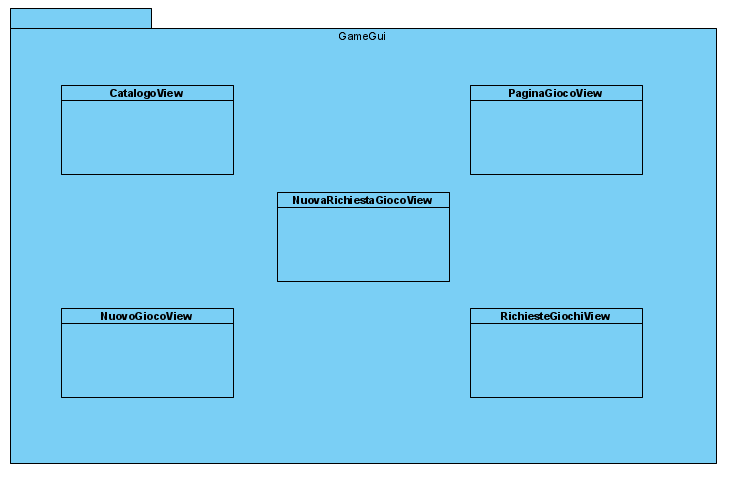 GameGui
CatalogoView
PaginaGiocoView
NuovaRichiestaGiocoView
NuovoGiocoView
RichiesteGiochiView